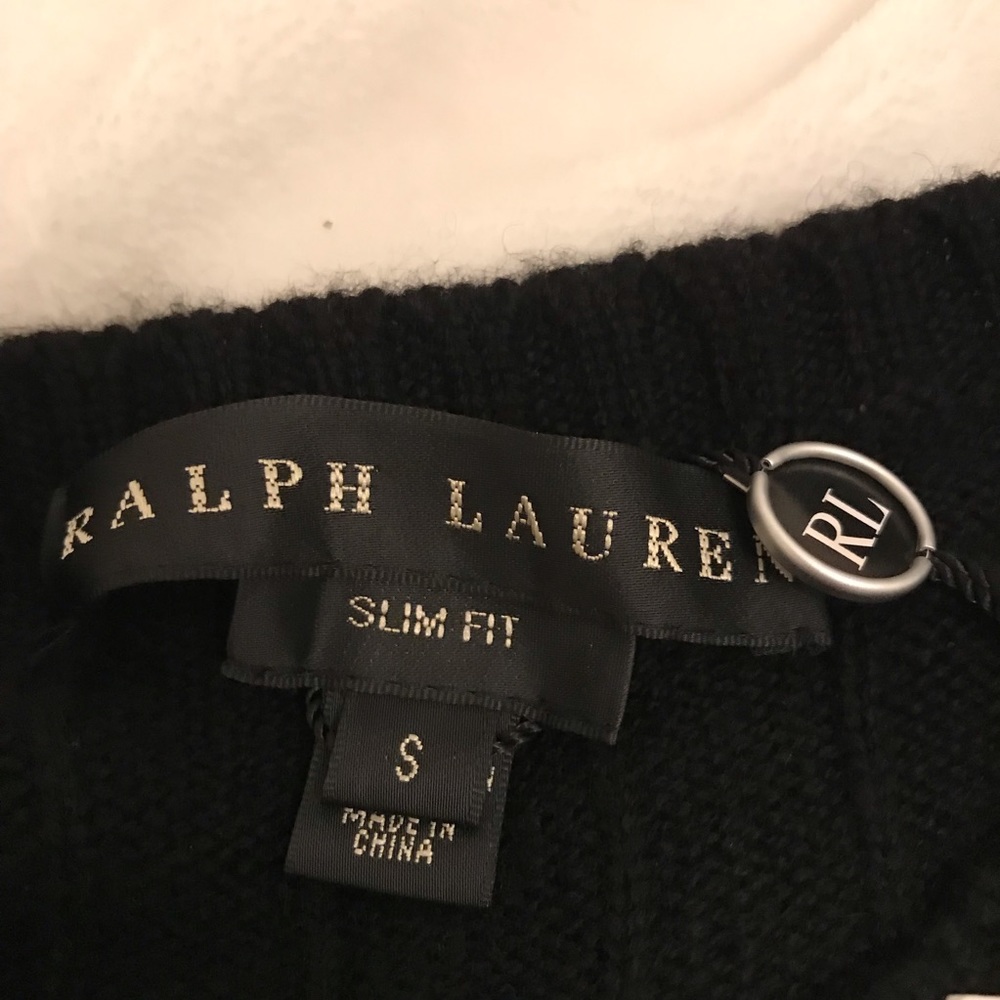 RALPH LAUREN
RL
SLIM FIT
S
MADE IN
CHINA